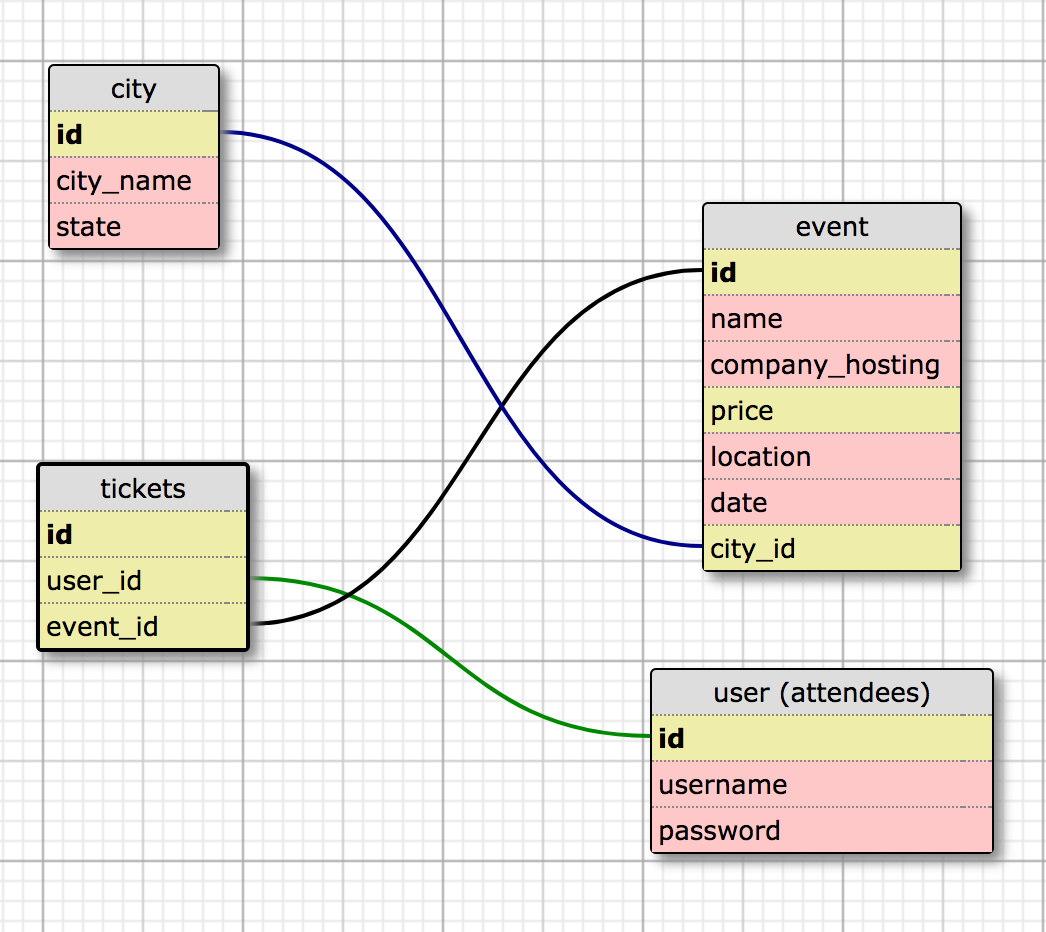 city
id
city_name
state
event
id
name
company_hosting
price
location
date
city_id
tickets
id
user_id
event_id
user (attendees)
id
username
password